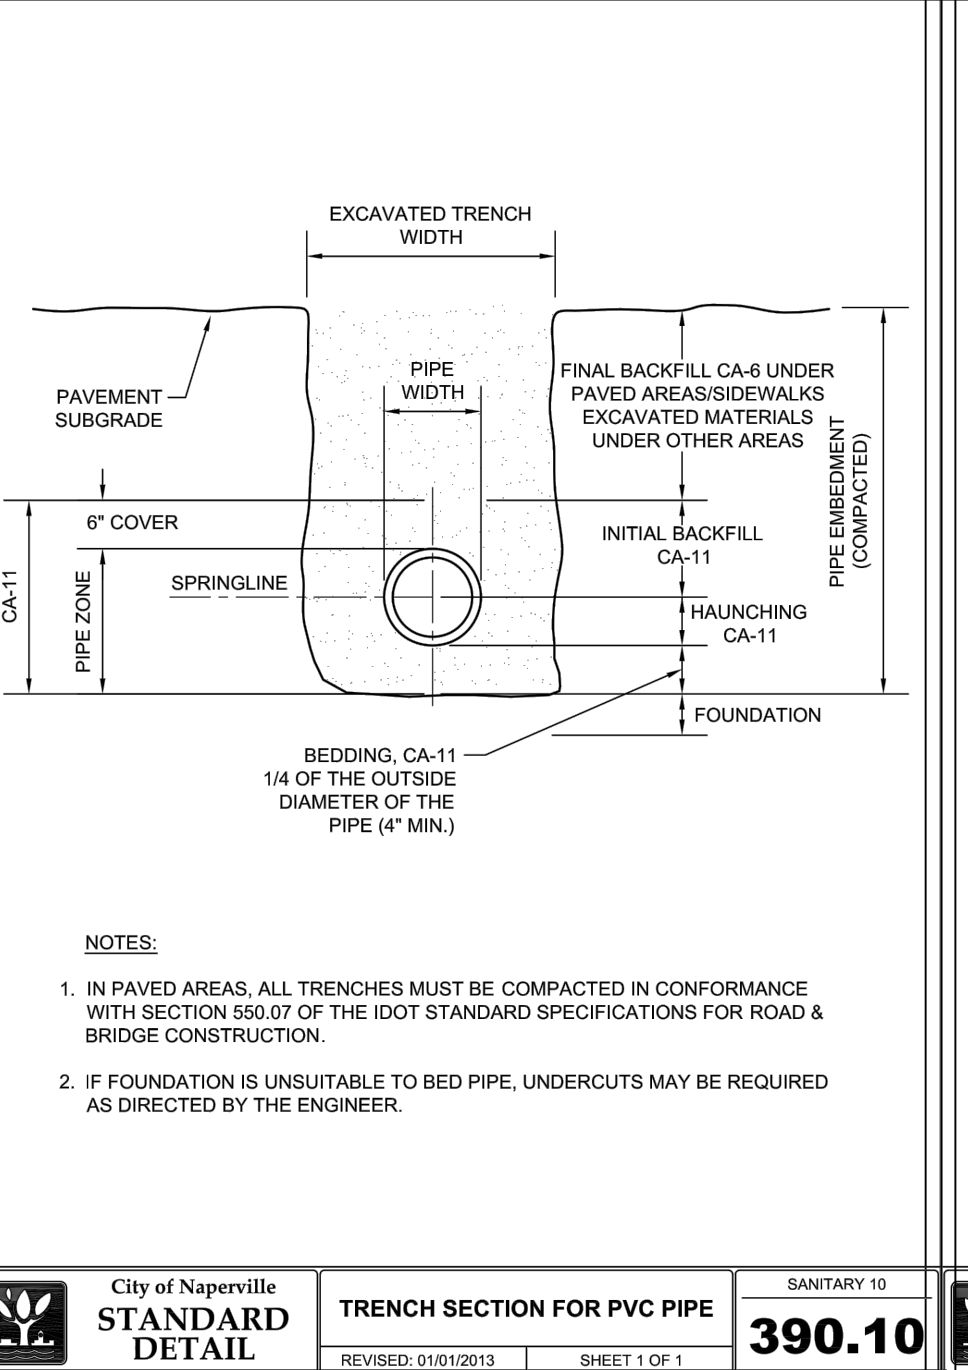 EXCAVATED TRENCH
WIDTH
PIPE
WIDTH
PAVEMENT
SUBGRADE
FINAL BACKFILL CA-6 UNDER
PAVED AREAS/SIDEWALKS
EXCAVATED MATERIALS
UNDER OTHER AREAS
PIPE EMBEDMENT
(COMPACTED)
6" COVER
INITIAL BACKFILL
CA-11
CA-11
PIPE ZONE
SPRINGLINE
HAUNCHING
CA-11
FOUNDATION
BEDDING, CA-11
1/4 OF THE OUTSIDE
DIAMETER OF THE
PIPE (4" MIN.)
NOTES:
1. IN PAVED AREAS, ALL TRENCHES MUST BE COMPACTED IN CONFORMANCE
WITH SECTION 550.07 OF THE IDOT STANDARD SPECIFICATIONS FOR ROAD &
BRIDGE CONSTRUCTION.
2. IF FOUNDATION IS UNSUITABLE TO BED PIPE, UNDERCUTS MAY BE REQUIRED
AS DIRECTED BY THE ENGINEER.
City of Naperville
STANDARD
DETAIL
TRENCH SECTION FOR PVC PIPE
REVISED: 01/01/2013
SHEET 1 OF 1
SANITARY 10
390.10